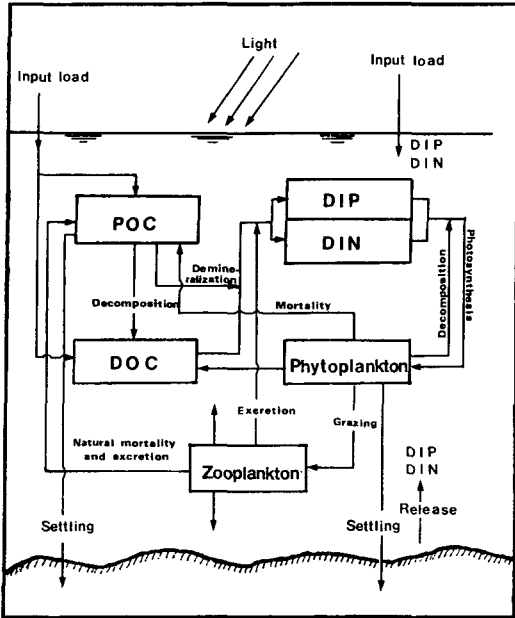 Light
Input load
Input load
DIP
DIN
POC
DIP
DIN
Demine-
ralization
Decomposition
Mortality
Decomposition
Photosynthesis
DOC
Phytoplankton
Excretion
Grazing
Natural mortality
and excretion
Zooplankton
DIP
DIN
Release
Settling
Settling